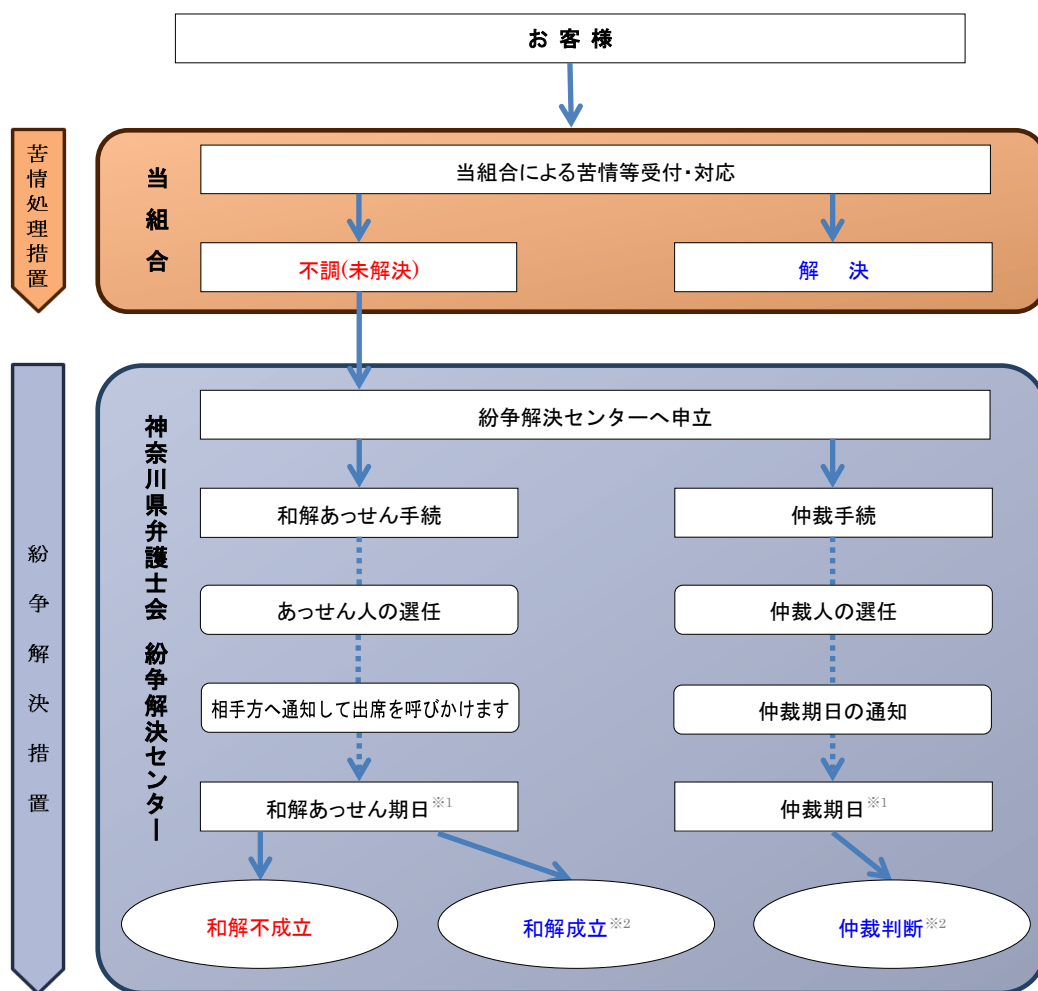 お 客 様
苦情処理措置
当組合
当組合による苦情等受付・対応
不調(未解決)
解　決
紛争解決措置
神奈川県弁護士会　紛争解決センター
紛争解決センターへ申立
和解あっせん手続
仲裁手続
あっせん人の選任
仲裁人の選任
相手方へ通知して出席を呼びかけます
仲裁期日の通知
和解あっせん期日※1
仲裁期日※1
和解不成立
和解成立※2
仲裁判断※2